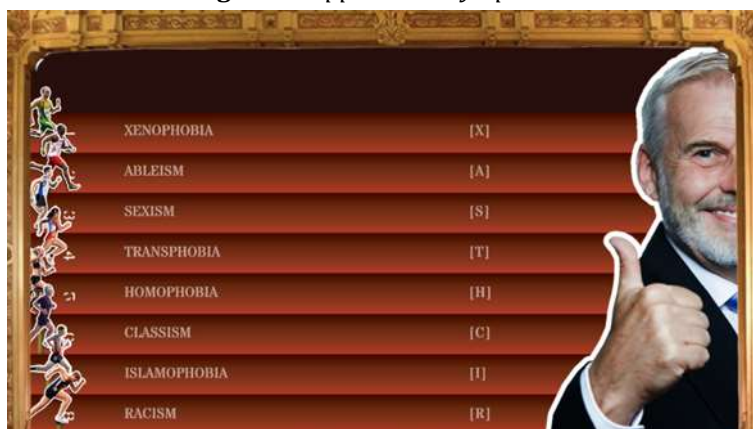 XENOPHOBIA [X]
ABLEISM [A]
SEXISM [S]
TRANSPHOBIA [T]
HOMOPHOBIA [H]
CLASSISM [C]
ISLAMOPHOBIA [I]
RACISM [R]